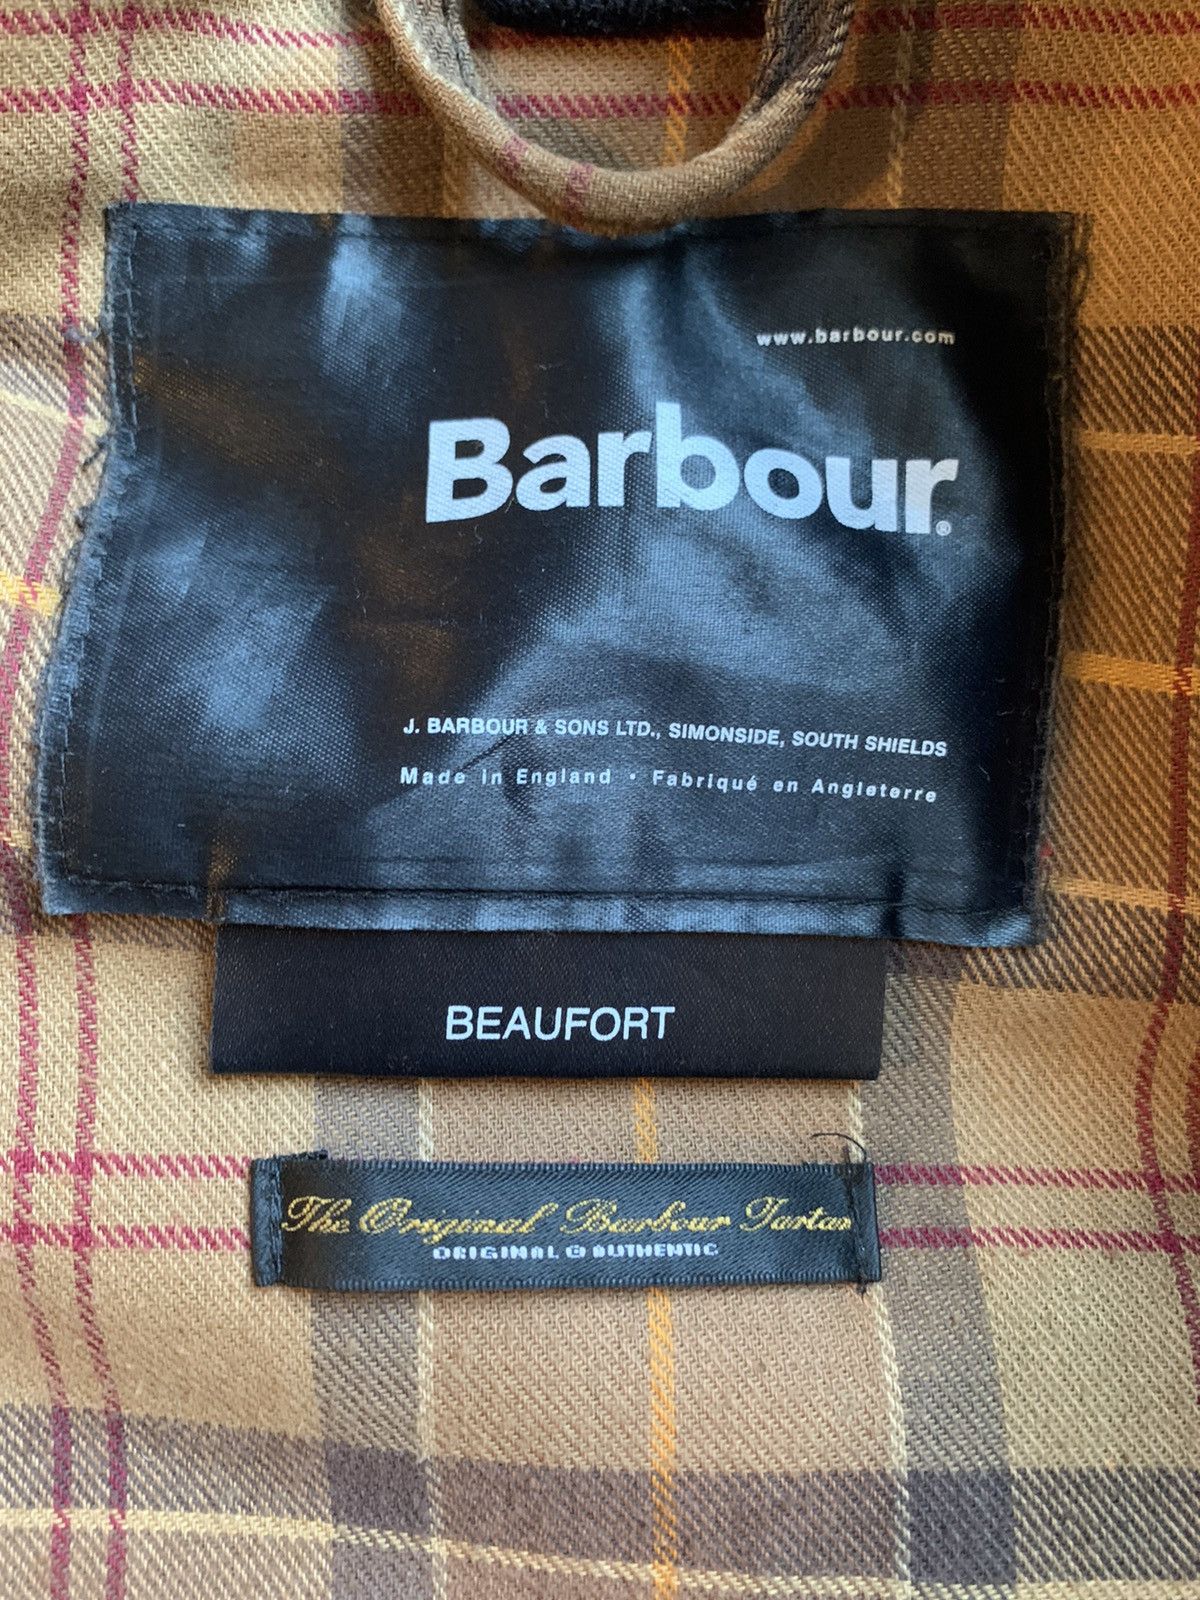 www.barbour.com
Barbour®
J. BARBOUR & SONS LTD., SIMONSIDE, SOUTH SHIELDS
Made in England • Fabriqué en Angleterre
BEAUFORT
The Original Barbour Tartan
ORIGINAL & AUTHENTIC